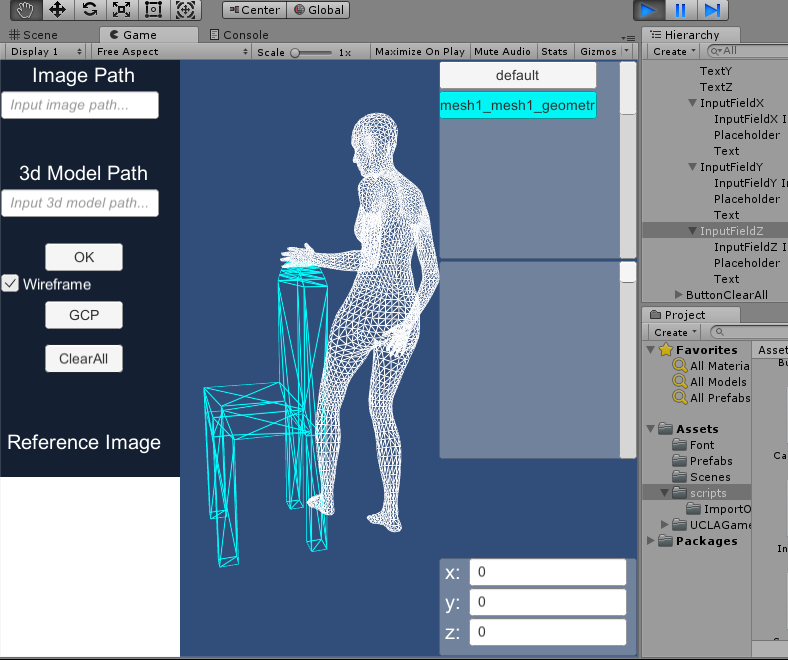 Center Global
Scene Game Console Hierarchy
Display 1 Free Aspect Scale 1x Maximize On Play Mute Audio Stats Gizmos Create All
Image Path
Input image path...
3d Model Path
Input 3d model path...
OK
Wireframe
GCP
ClearAll
Reference Image
default
mesh1_mesh1_geometr
x: 0
y: 0
z: 0
TextY
TextZ
InputFieldX
InputFieldX I
Placeholder
Text
InputFieldY
InputFieldY I
Placeholder
Text
InputFieldZ
InputFieldZ I
Placeholder
Text
ButtonClearAll
Project
Create
Favorites
All Materia
All Models
All Prefabs
Assets
Font
Prefabs
Scenes
scripts
ImportO
UCLAGame
Packages
Asset
Ca
In